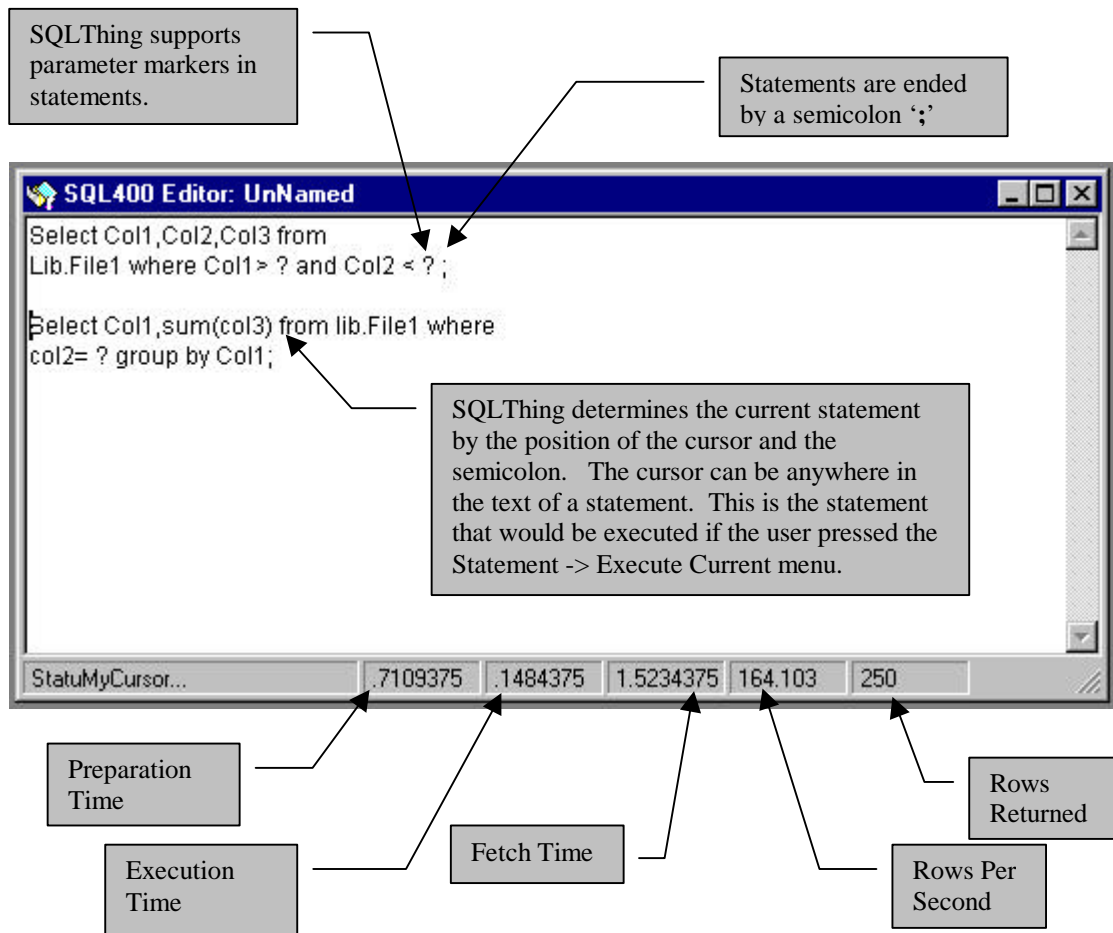 SQLThing supports
parameter markers in
statements.
Statements are ended
by a semicolon ‘;’
SQL400 Editor: UnNamed
Select Col1,Col2,Col3 from
Lib.File1 where Col1> ? and Col2 < ? ;
Select Col1,sum(col3) from lib.File1 where
col2= ? group by Col1;
SQLThing determines the current statement
by the position of the cursor and the
semicolon. The cursor can be anywhere in
the text of a statement. This is the statement
that would be executed if the user pressed the
Statement -> Execute Current menu.
StatuMyCursor... .7109375 .1484375 1.5234375 164.103 250
Preparation
Time
Execution
Time
Fetch Time
Rows Per
Second
Rows
Returned